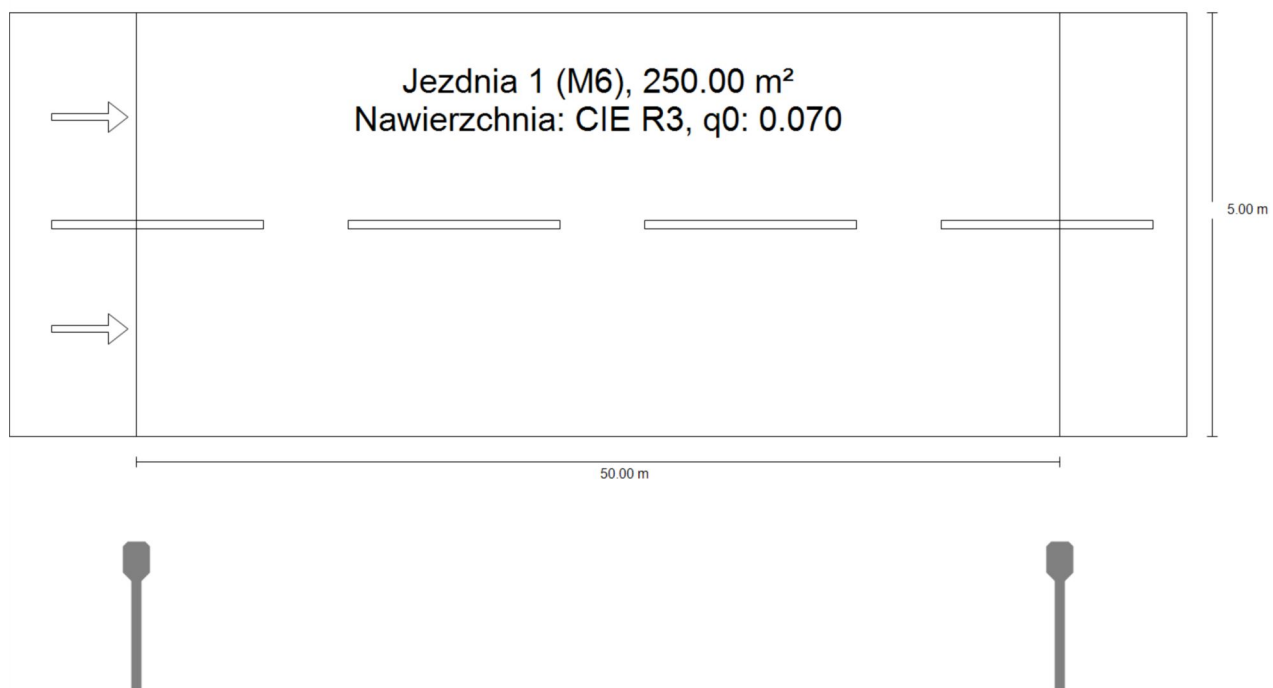 Jezdnia 1 (M6), 250.00 m²
Nawierzchnia: CIE R3, q0: 0.070
5.00 m
50.00 m